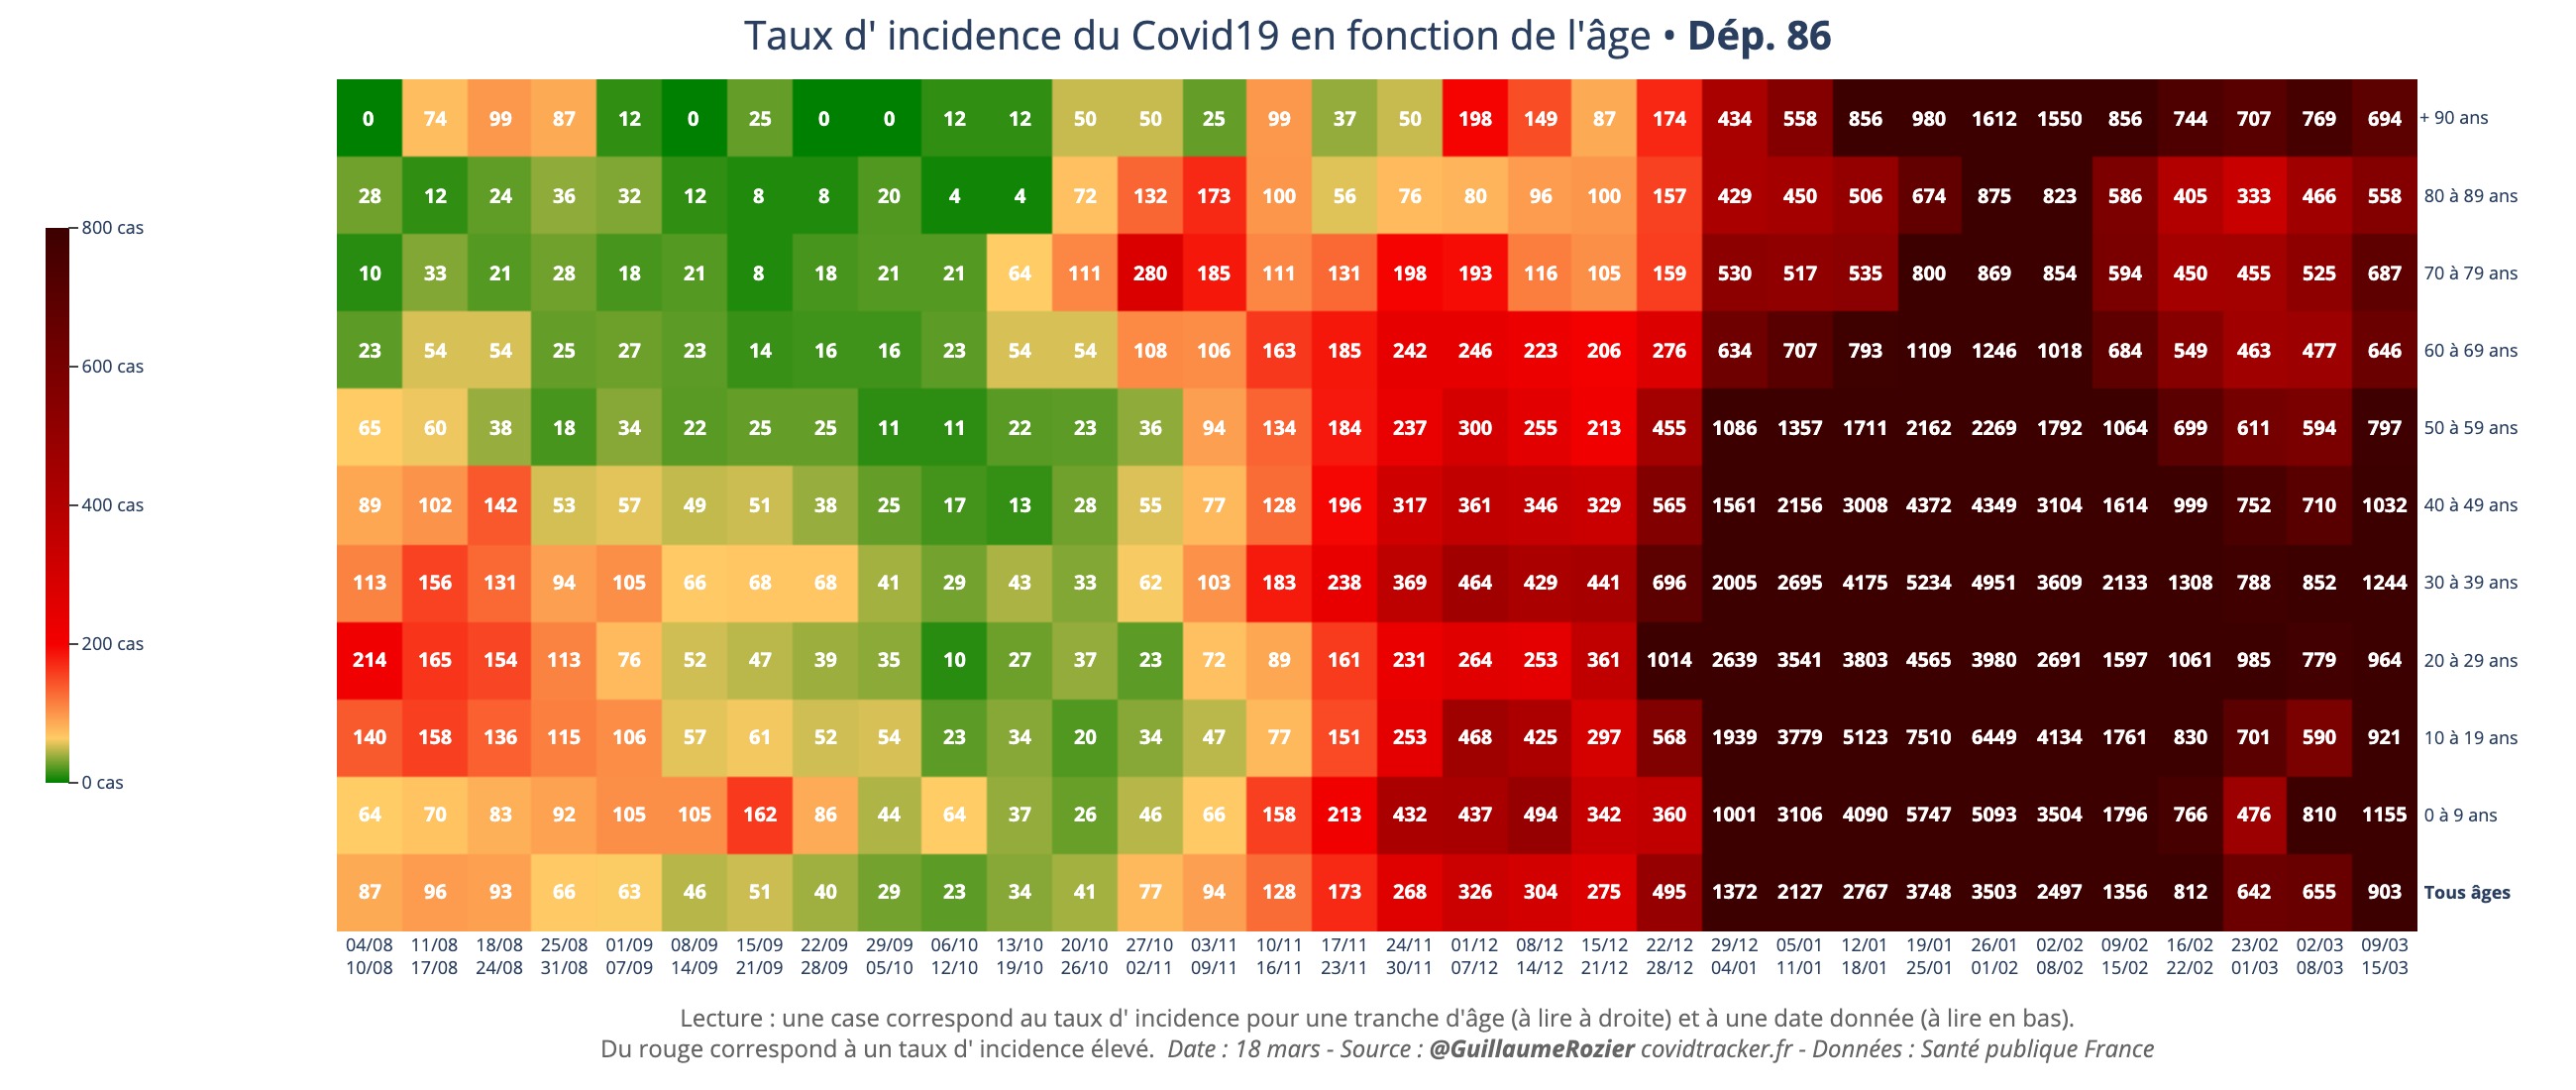 Taux d' incidence du Covid19 en fonction de l'âge • Dép. 86
800 cas
600 cas
400 cas
200 cas
0 cas
0 74 99 87 12 0 25 0 0 12 12 50 50 25 99 37 50 198 149 87 174 434 558 856 980 1612 1550 856 744 707 769 694 + 90 ans
28 12 24 36 32 12 8 8 20 4 4 72 132 173 100 56 76 80 96 100 157 429 450 506 674 875 823 586 405 333 466 558 80 à 89 ans
10 33 21 28 18 21 8 18 21 21 64 111 280 185 111 131 198 193 116 105 159 530 517 535 800 869 854 594 450 455 525 687 70 à 79 ans
23 54 54 25 27 23 14 16 16 23 54 54 108 106 163 185 242 246 223 206 276 634 707 793 1109 1246 1018 684 549 463 477 646 60 à 69 ans
65 60 38 18 34 22 25 25 11 11 22 23 36 94 134 184 237 300 255 213 455 1086 1357 1711 2162 2269 1792 1064 699 611 594 797 50 à 59 ans
89 102 142 53 57 49 51 38 25 17 13 28 55 77 128 196 317 361 346 329 565 1561 2156 3008 4372 4349 3104 1614 999 752 710 1032 40 à 49 ans
113 156 131 94 105 66 68 68 41 29 43 33 62 103 183 238 369 464 429 441 696 2005 2695 4175 5234 4951 3609 2133 1308 788 852 1244 30 à 39 ans
214 165 154 113 76 52 47 39 35 10 27 37 23 72 89 161 231 264 253 361 1014 2639 3541 3803 4565 3980 2691 1597 1061 985 779 964 20 à 29 ans
140 158 136 115 106 57 61 52 54 23 34 20 34 47 77 151 253 468 425 297 568 1939 3779 5123 7510 6449 4134 1761 830 701 590 921 10 à 19 ans
64 70 83 92 105 105 162 86 44 64 37 26 46 66 158 213 432 437 494 342 360 1001 3106 4090 5747 5093 3504 1796 766 476 810 1155 0 à 9 ans
87 96 93 66 63 46 51 40 29 23 34 41 77 94 128 173 268 326 304 275 495 1372 2127 2767 3748 3503 2497 1356 812 642 655 903 Tous âges
04/08 11/08 18/08 25/08 01/09 08/09 15/09 22/09 29/09 06/10 13/10 20/10 27/10 03/11 10/11 17/11 24/11 01/12 08/12 15/12 22/12 29/12 05/01 12/01 19/01 26/01 02/02 09/02 16/02 23/02 02/03 09/03
10/08 17/08 24/08 31/08 07/09 14/09 21/09 28/09 05/10 12/10 19/10 26/10 02/11 09/11 16/11 23/11 30/11 07/12 14/12 21/12 28/12 04/01 11/01 18/01 25/01 01/02 08/02 15/02 22/02 01/03 08/03 15/03
Lecture : une case correspond au taux d' incidence pour une tranche d'âge (à lire à droite) et à une date donnée (à lire en bas).
Du rouge correspond à un taux d' incidence élevé. Date : 18 mars - Source : @GuillaumeRozier covidtracker.fr - Données : Santé publique France